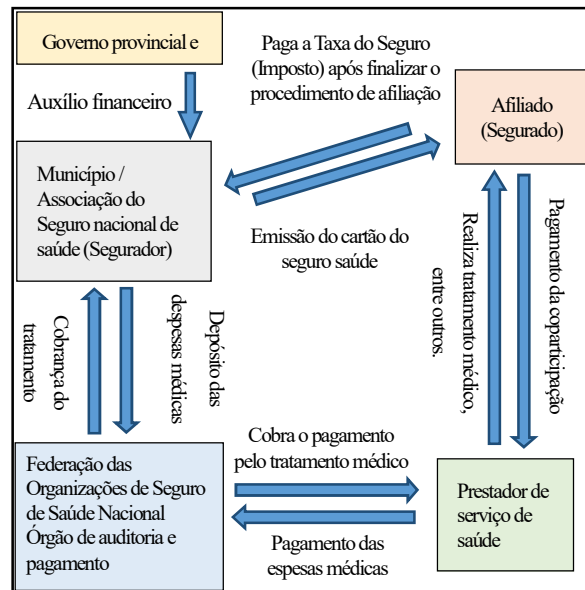 Governo provincial e
Auxílio financeiro
Paga a Taxa do Seguro
(Imposto) após finalizar o
procedimento de afiliação
Afiliado
(Segurado)
Município /
Associação do
Seguro nacional de
saúde (Segurador)
Emissão do cartão do
seguro saúde
Cobrança do
tratamento
Depósito das
despesas médicas
Realiza tratamento médico,
entre outros.
Pagamento da coparticipação
Federação das
Organizações de Seguro
de Saúde Nacional
Órgão de auditoria e
pagamento
Cobra o pagamento
pelo tratamento médico
Pagamento das
espesas médicas
Prestador de
serviço de
saúde